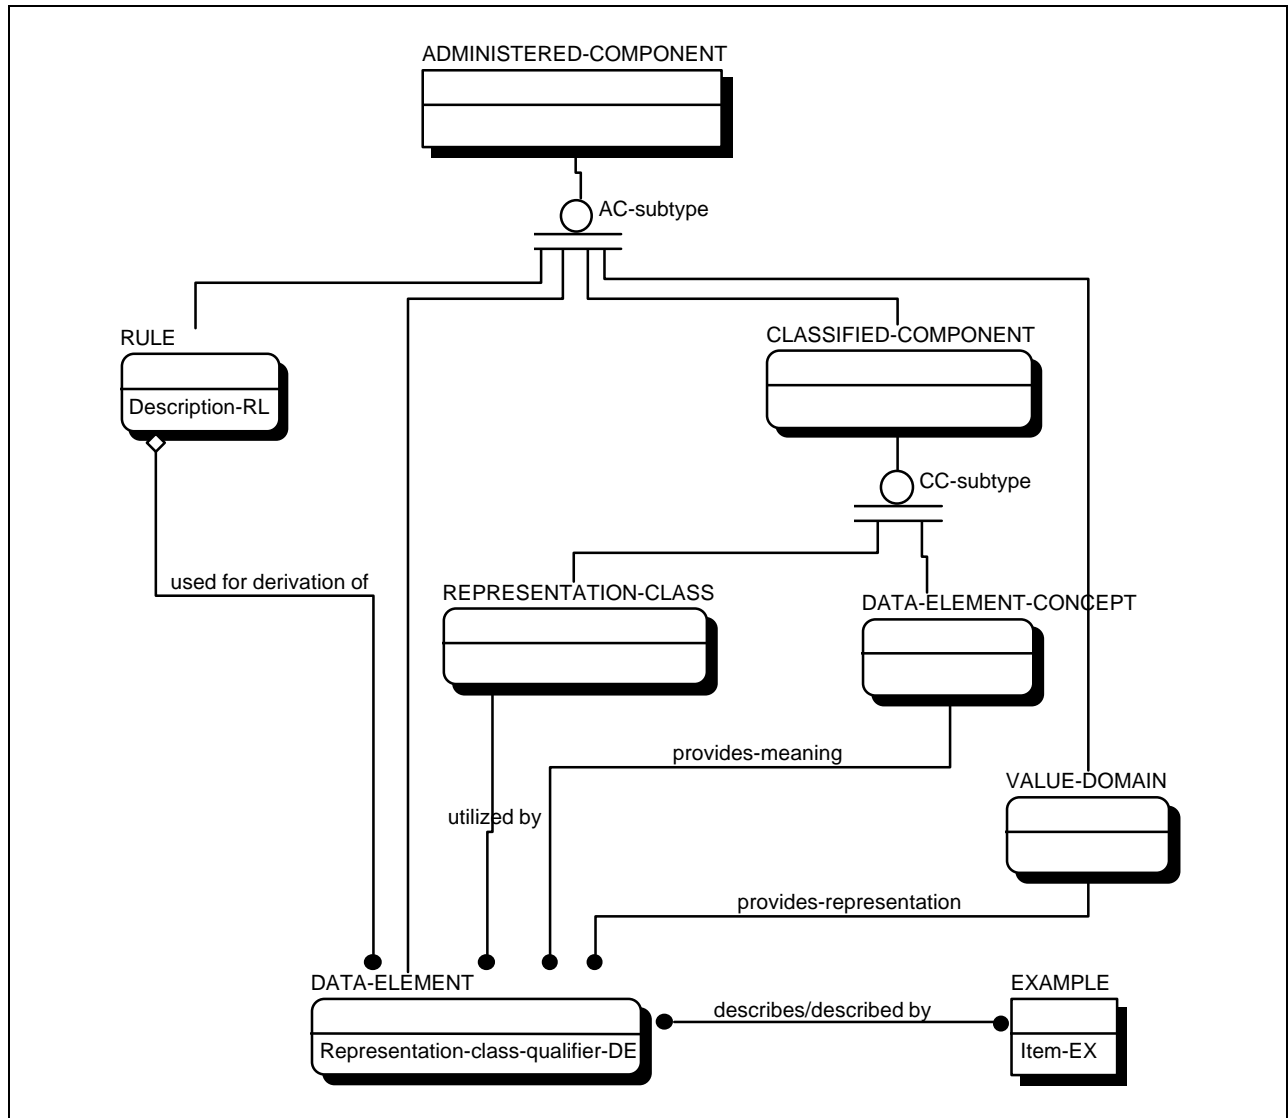 ADMINISTERED-COMPONENT
AC-subtype
RULE
Description-RL
CLASSIFIED-COMPONENT
CC-subtype
used for derivation of
REPRESENTATION-CLASS
DATA-ELEMENT-CONCEPT
provides-meaning
VALUE-DOMAIN
utilized by
provides-representation
DATA-ELEMENT
Representation-class-qualifier-DE
describes/described by
EXAMPLE
Item-EX